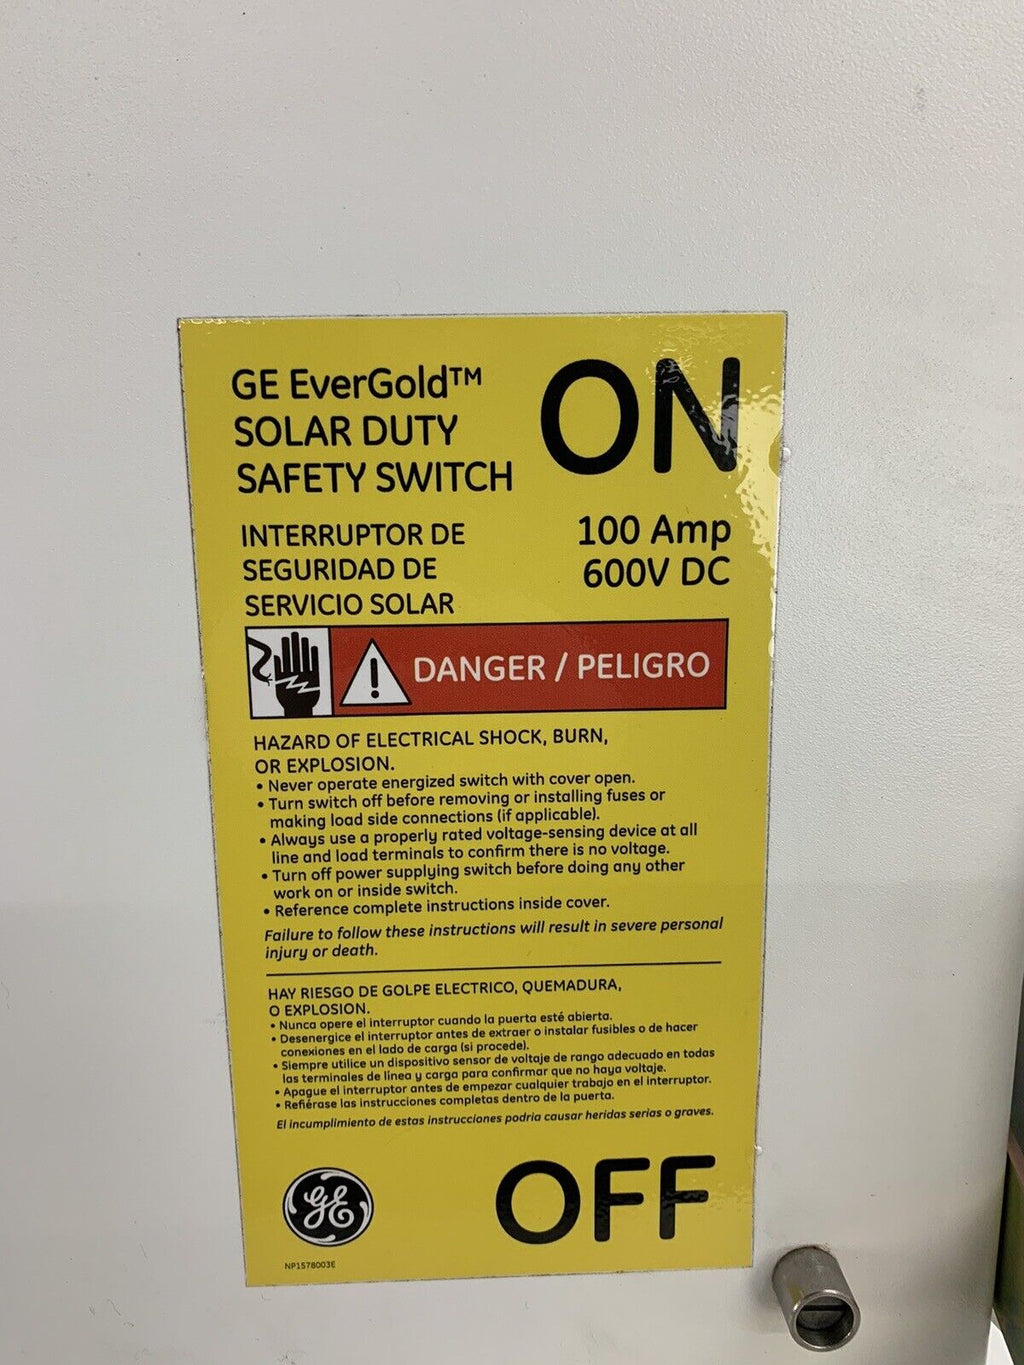 GE EverGold™
SOLAR DUTY
SAFETY SWITCH
ON
INTERRUPTOR DE
SEGURIDAD DE
SERVICIO SOLAR
100 Amp
600V DC
DANGER / PELIGRO
HAZARD OF ELECTRICAL SHOCK, BURN,
OR EXPLOSION.
• Never operate energized switch with cover open.
• Turn switch off before removing or installing fuses or
making load side connections (if applicable).
• Always use a properly rated voltage-sensing device at all
line and load terminals to confirm there is no voltage.
• Turn off power supplying switch before doing any other
work on or inside switch.
• Reference complete instructions inside cover.
Failure to follow these instructions will result in severe personal
injury or death.
HAY RIESGO DE GOLPE ELECTRICO, QUEMADURA,
O EXPLOSION.
• Nunca opere el interruptor cuando la puerta esté abierta.
• Desenergice el interruptor antes de extraer o instalar fusibles o de hacer
conexiones en el lado de carga (si procede).
• Siempre utilice un dispositivo sensor de voltaje de rango adecuado en todas
las terminales de línea y carga para confirmar que no haya voltaje.
• Apague el interruptor antes de empezar cualquier trabajo en el interruptor.
• Refiérase las instrucciones completas dentro de la puerta.
El incumplimiento de estas instrucciones podria causar heridas serias o graves.
GE
OFF
NP1578003E